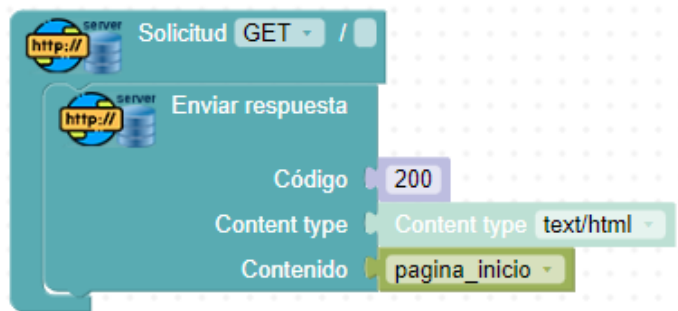 server
http://
Solicitud GET /
server
http://
Enviar respuesta
Código 200
Content type Content type text/html
Contenido pagina_inicio